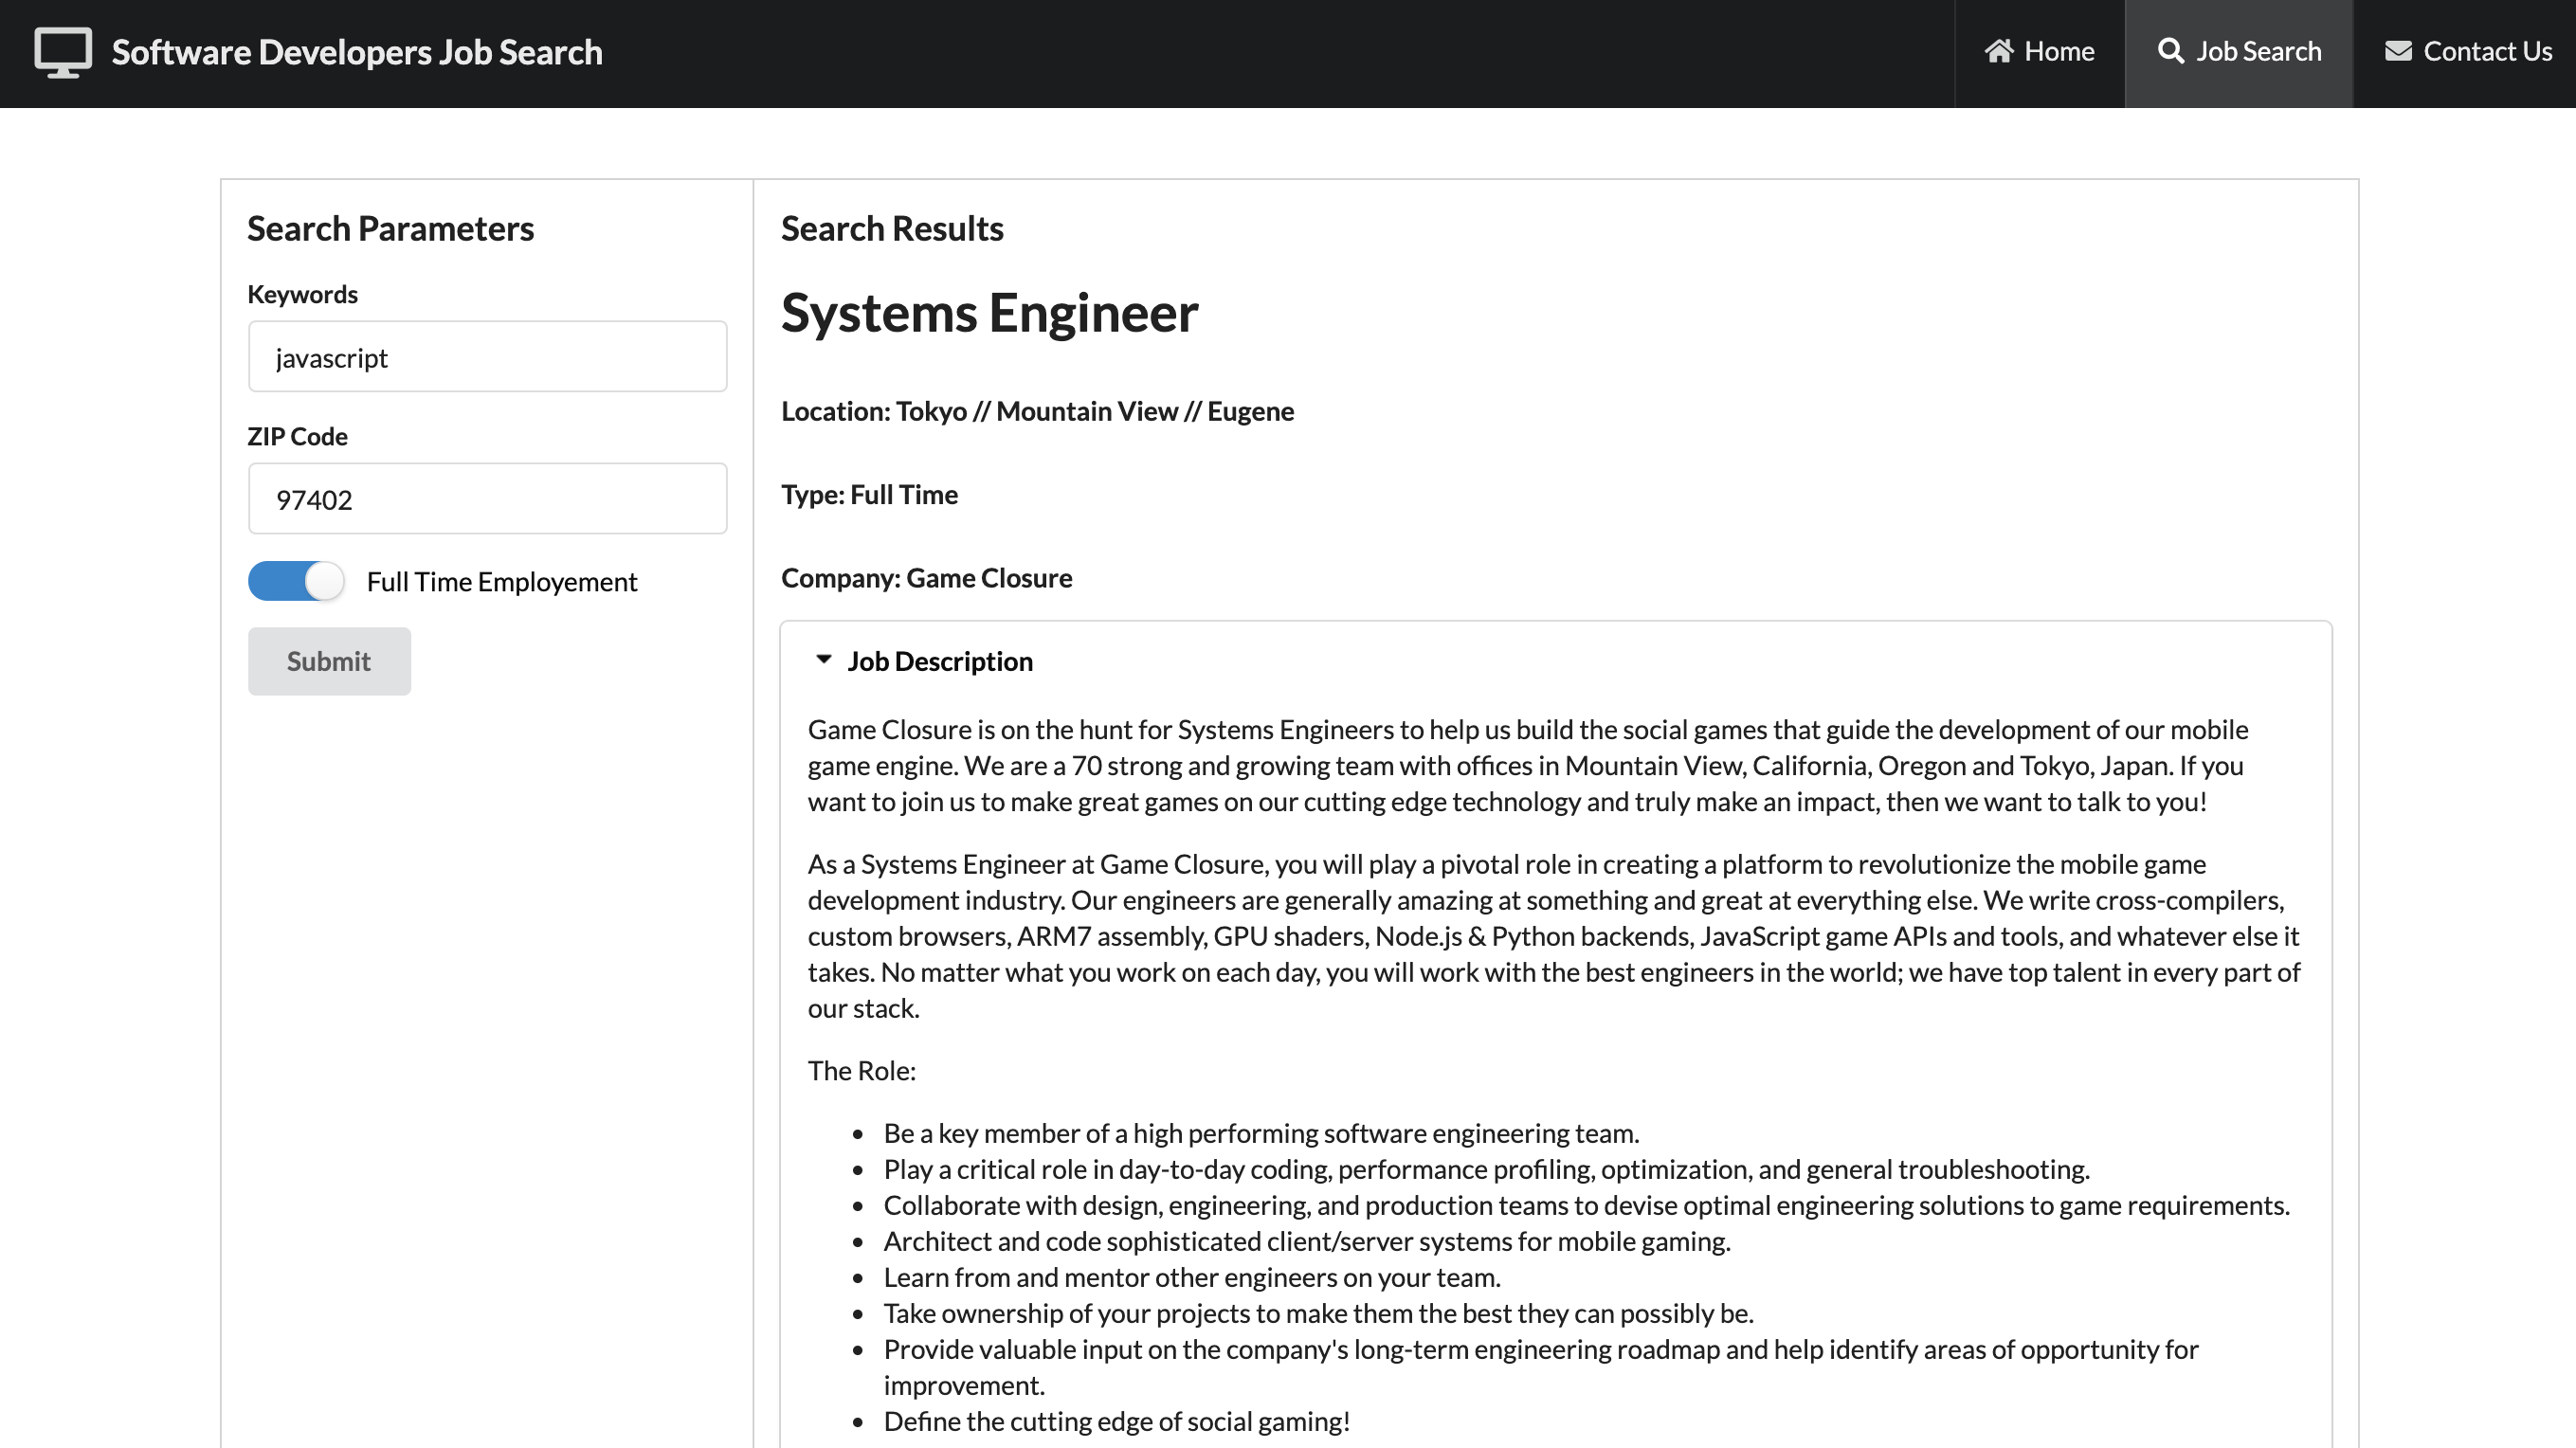 Software Developers Job Search
Home
Job Search
Contact Us
Search Parameters
Keywords
javascript
ZIP Code
97402
Full Time Employement
Submit
Search Results
Systems Engineer
Location: Tokyo // Mountain View // Eugene
Type: Full Time
Company: Game Closure
Job Description
Game Closure is on the hunt for Systems Engineers to help us build the social games that guide the development of our mobile
game engine. We are a 70 strong and growing team with offices in Mountain View, California, Oregon and Tokyo, Japan. If you
want to join us to make great games on our cutting edge technology and truly make an impact, then we want to talk to you!
As a Systems Engineer at Game Closure, you will play a pivotal role in creating a platform to revolutionize the mobile game
development industry. Our engineers are generally amazing at something and great at everything else. We write cross-compilers,
custom browsers, ARM7 assembly, GPU shaders, Node.js & Python backends, JavaScript game APIs and tools, and whatever else it
takes. No matter what you work on each day, you will work with the best engineers in the world; we have top talent in every part of
our stack.
The Role:
• Be a key member of a high performing software engineering team.
• Play a critical role in day-to-day coding, performance profiling, optimization, and general troubleshooting.
• Collaborate with design, engineering, and production teams to devise optimal engineering solutions to game requirements.
• Architect and code sophisticated client/server systems for mobile gaming.
• Learn from and mentor other engineers on your team.
• Take ownership of your projects to make them the best they can possibly be.
• Provide valuable input on the company's long-term engineering roadmap and help identify areas of opportunity for
improvement.
• Define the cutting edge of social gaming!